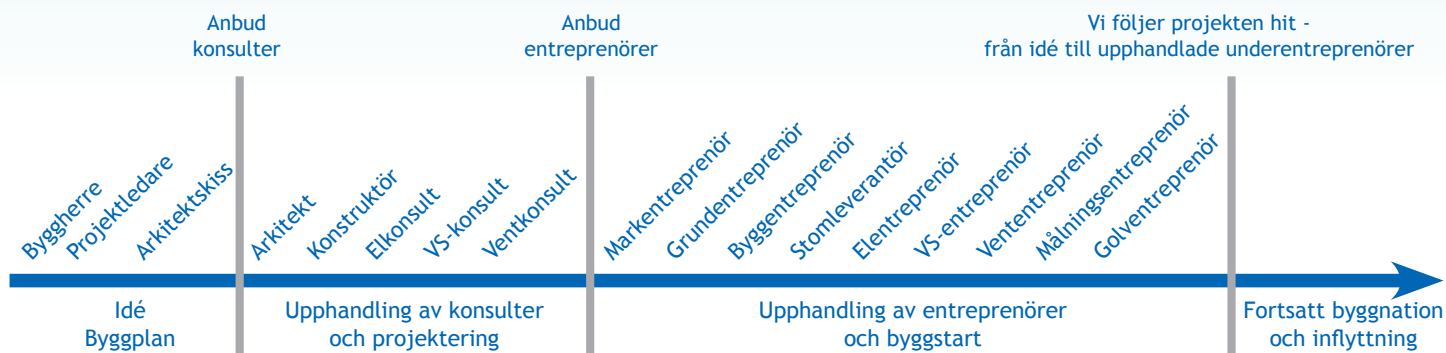 Anbud
konsulter
Anbud
entreprenörer
Vi följer projekten hit -
från idé till upphandlade underentreprenörer
Byggherre
Projektledare
Arkitektskiss
Arkitekt
Konstruktör
Elkonsult
VS-konsult
Ventkonsult
Markentreprenör
Grundentreprenör
Byggentreprenör
Stomleverantör
Elentreprenör
VS-entreprenör
Vententreprenör
Målningsentreprenör
Golventreprenör
Idé
Byggplan
Upphandling av konsulter
och projektering
Upphandling av entreprenörer
och byggstart
Fortsatt byggnation
och inflyttning